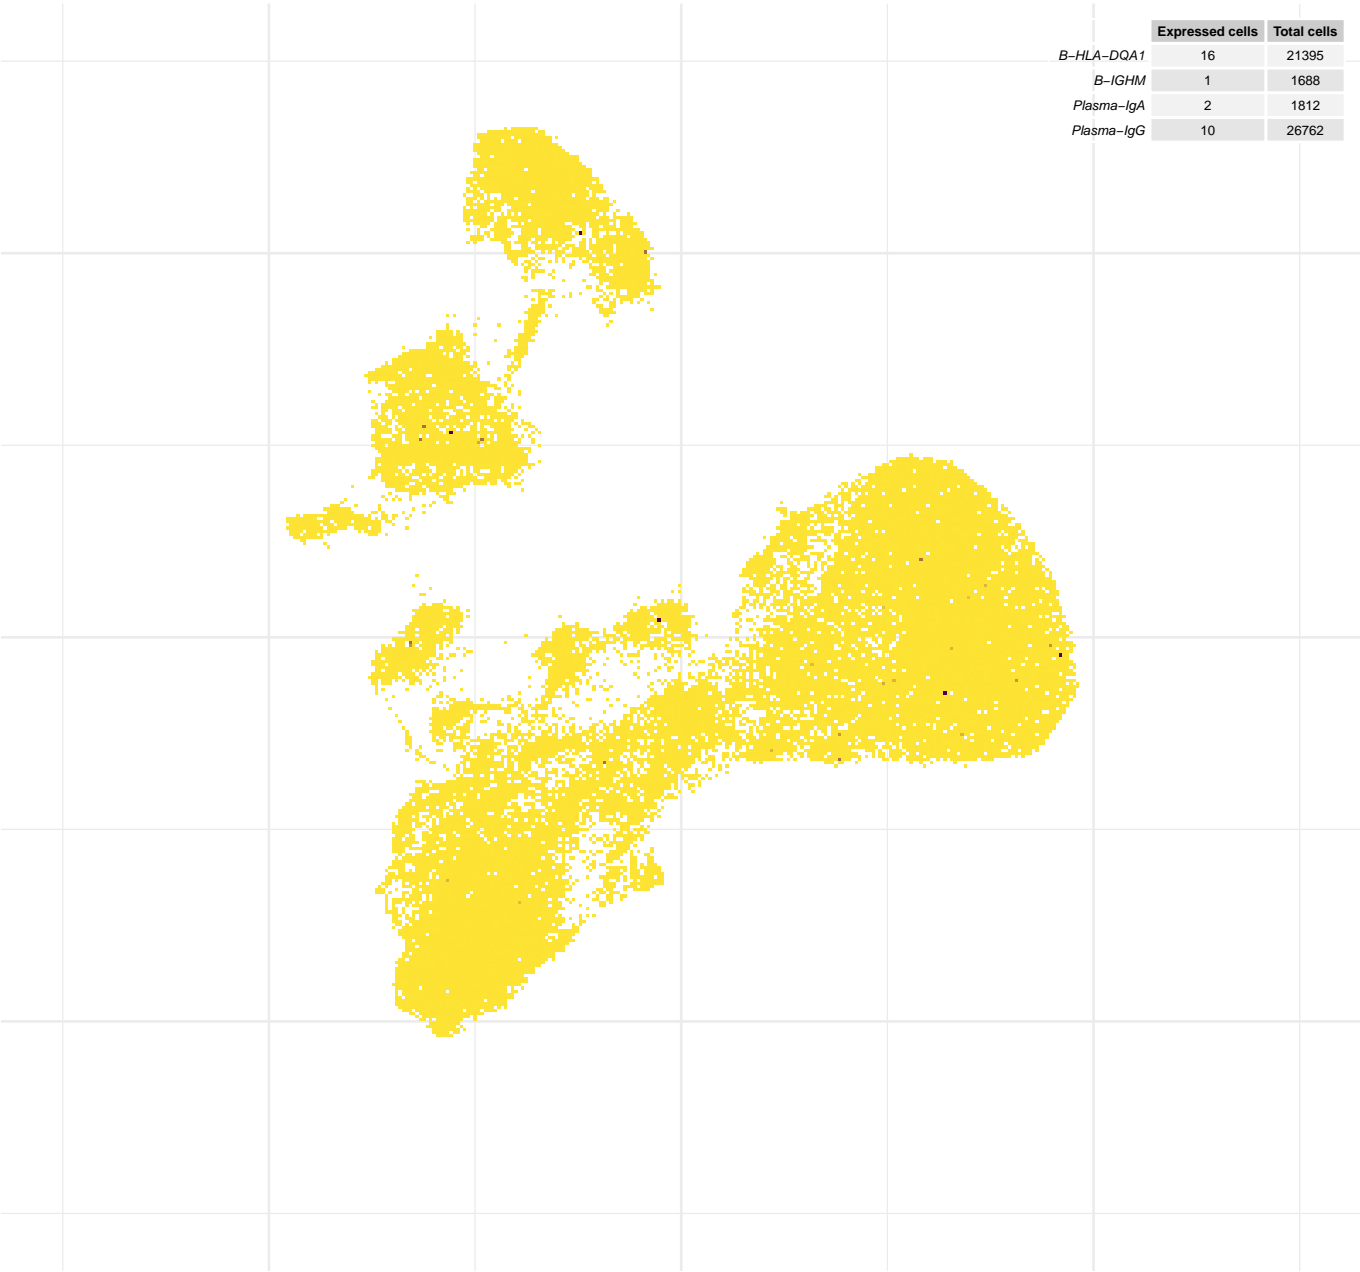 Expressed cells Total cells
B−HLA−DQA1 16 21395
B−IGHM 1 1688
Plasma−IgA 2 1812
Plasma−IgG 10 26762